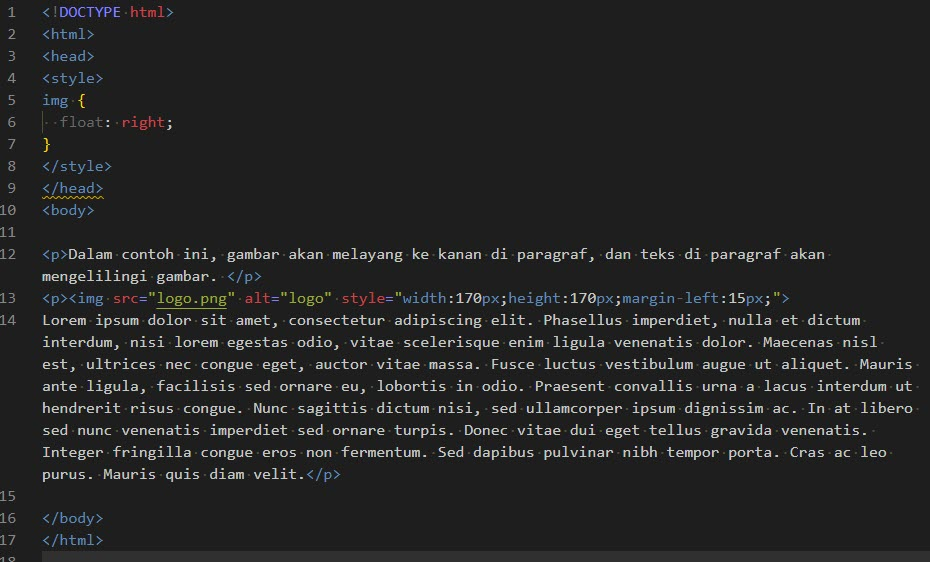 1 <!DOCTYPE html>
2 <html>
3 <head>
4 <style>
5 img {
6   float: right;
7 }
8 </style>
9 </head>
10 <body>
11
12 <p>Dalam contoh ini, gambar akan melayang ke kanan di paragraf, dan teks di paragraf akan
mengelilingi gambar. </p>
13 <p><img src="logo.png" alt="logo" style="width:170px;height:170px;margin-left:15px;">
14 Lorem ipsum dolor sit amet, consectetur adipiscing elit. Phasellus imperdiet, nulla et dictum
interdum, nisi lorem egestas odio, vitae scelerisque enim ligula venenatis dolor. Maecenas nisl
est, ultrices nec congue eget, auctor vitae massa. Fusce luctus vestibulum augue ut aliquet. Mauris
ante ligula, facilisis sed ornare eu, lobortis in odio. Praesent convallis urna a lacus interdum ut
hendrerit risus congue. Nunc sagittis dictum nisi, sed ullamcorper ipsum dignissim ac. In at libero
sed nunc venenatis imperdiet sed ornare turpis. Donec vitae dui eget tellus gravida venenatis.
Integer fringilla congue eros non fermentum. Sed dapibus pulvinar nibh tempor porta. Cras ac leo
purus. Mauris quis diam velit.</p>
15
16 </body>
17 </html>
18